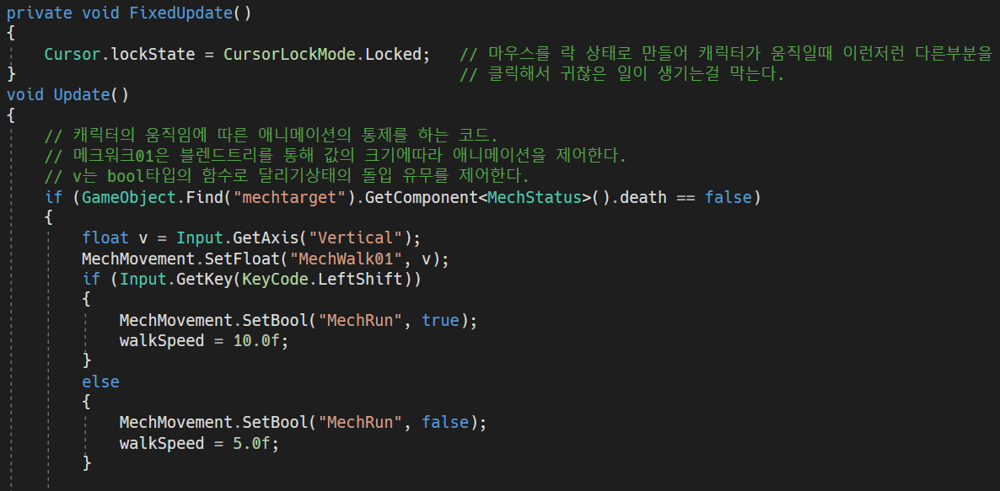 private void FixedUpdate()
{
    Cursor.lockState = CursorLockMode.Locked;   // 마우스를 락 상태로 만들어 캐릭터가 움직일때 이런저런 다른부분을
}                                               // 클릭해서 귀찮은 일이 생기는걸 막는다.
void Update()
{
    // 캐릭터의 움직임에 따른 애니메이션의 통제를 하는 코드.
    // 메크워크01은 블렌드트리를 통해 값의 크기에따라 애니메이션을 제어한다.
    // v는 bool타입의 함수로 달리기상태의 돌입 유무를 제어한다.
    if (GameObject.Find("mechtarget").GetComponent<MechStatus>().death == false)
    {
        float v = Input.GetAxis("Vertical");
        MechMovement.SetFloat("MechWalk01", v);
        if (Input.GetKey(KeyCode.LeftShift))
        {
            MechMovement.SetBool("MechRun", true);
            walkSpeed = 10.0f;
        }
        else
        {
            MechMovement.SetBool("MechRun", false);
            walkSpeed = 5.0f;
        }